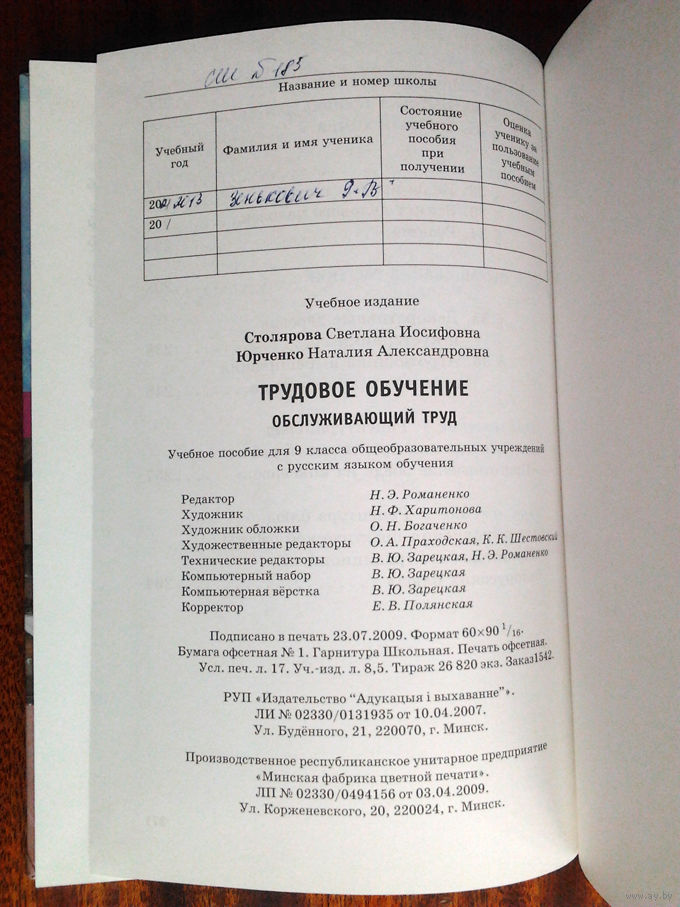 СШ № 183
Название и номер школы
Учебный год
Фамилия и имя ученика
Состояние учебного пособия при получении
Оценка ученику за пользование учебным пособием
2012/2013 Зенькович Я.В. +
20 /
Учебное издание
Столярова Светлана Иосифовна
Юрченко Наталия Александровна
ТРУДОВОЕ ОБУЧЕНИЕ
ОБСЛУЖИВАЮЩИЙ ТРУД
Учебное пособие для 9 класса общеобразовательных учреждений
с русским языком обучения
Редактор Н. Э. Романенко
Художник Н. Ф. Харитонова
Художник обложки О. Н. Богаченко
Художественные редакторы О. А. Праходская, К. К. Шестовский
Технические редакторы В. Ю. Зарецкая, Н. Э. Романенко
Компьютерный набор В. Ю. Зарецкая
Компьютерная вёрстка В. Ю. Зарецкая
Корректор Е. В. Полянская
Подписано в печать 23.07.2009. Формат 60×90 1/16.
Бумага офсетная № 1. Гарнитура Школьная. Печать офсетная.
Усл. печ. л. 17. Уч.-изд. л. 8,5. Тираж 26 820 экз. Заказ1542.
РУП «Издательство "Адукацыя і выхаванне"».
ЛИ № 02330/0131935 от 10.04.2007.
Ул. Будённого, 21, 220070, г. Минск.
Производственное республиканское унитарное предприятие
«Минская фабрика цветной печати».
ЛП № 02330/0494156 от 03.04.2009.
Ул. Корженевского, 20, 220024, г. Минск.
www.ay.by